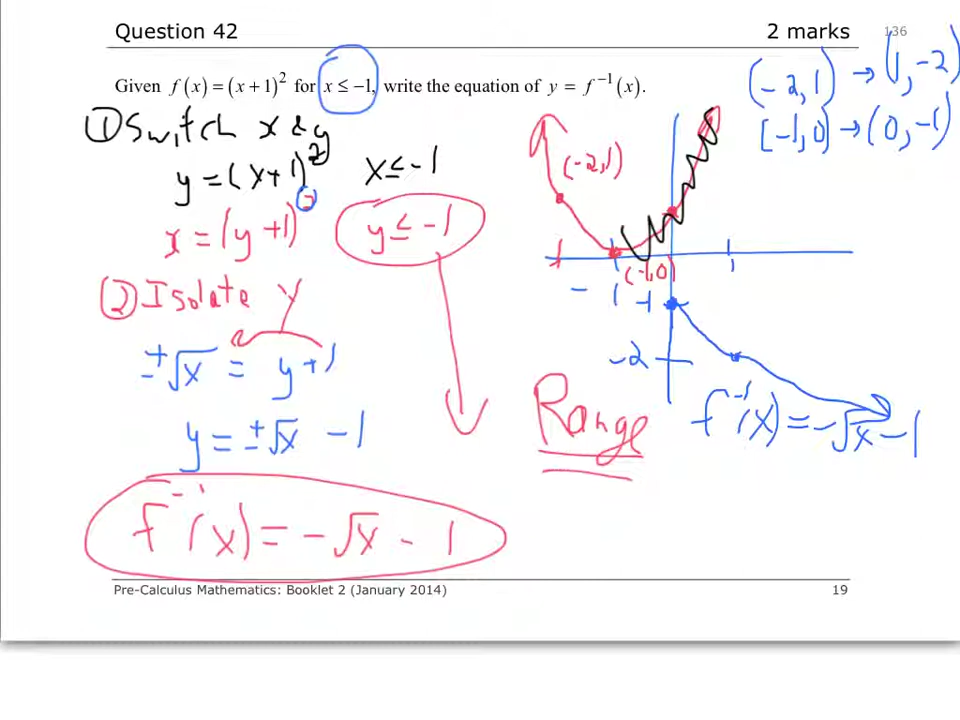 Question 42
2 marks
136
Given f(x) = (x+1)² for x ≤ −1, write the equation of y = f⁻¹(x).
(-2,1) → (1,-2)
(-1,0) → (0,-1)
① Switch x & y
y = (x+1)² x ≤ -1
x = (y+1)² y ≤ -1
② Isolate y
±√x = y+1
y = ±√x -1
f⁻¹(x) = -√x - 1
(-2,1)
(-1,0)
-1
1
-1
-2
Range
f⁻¹(x) = -√x -1
Pre-Calculus Mathematics: Booklet 2 (January 2014)
19